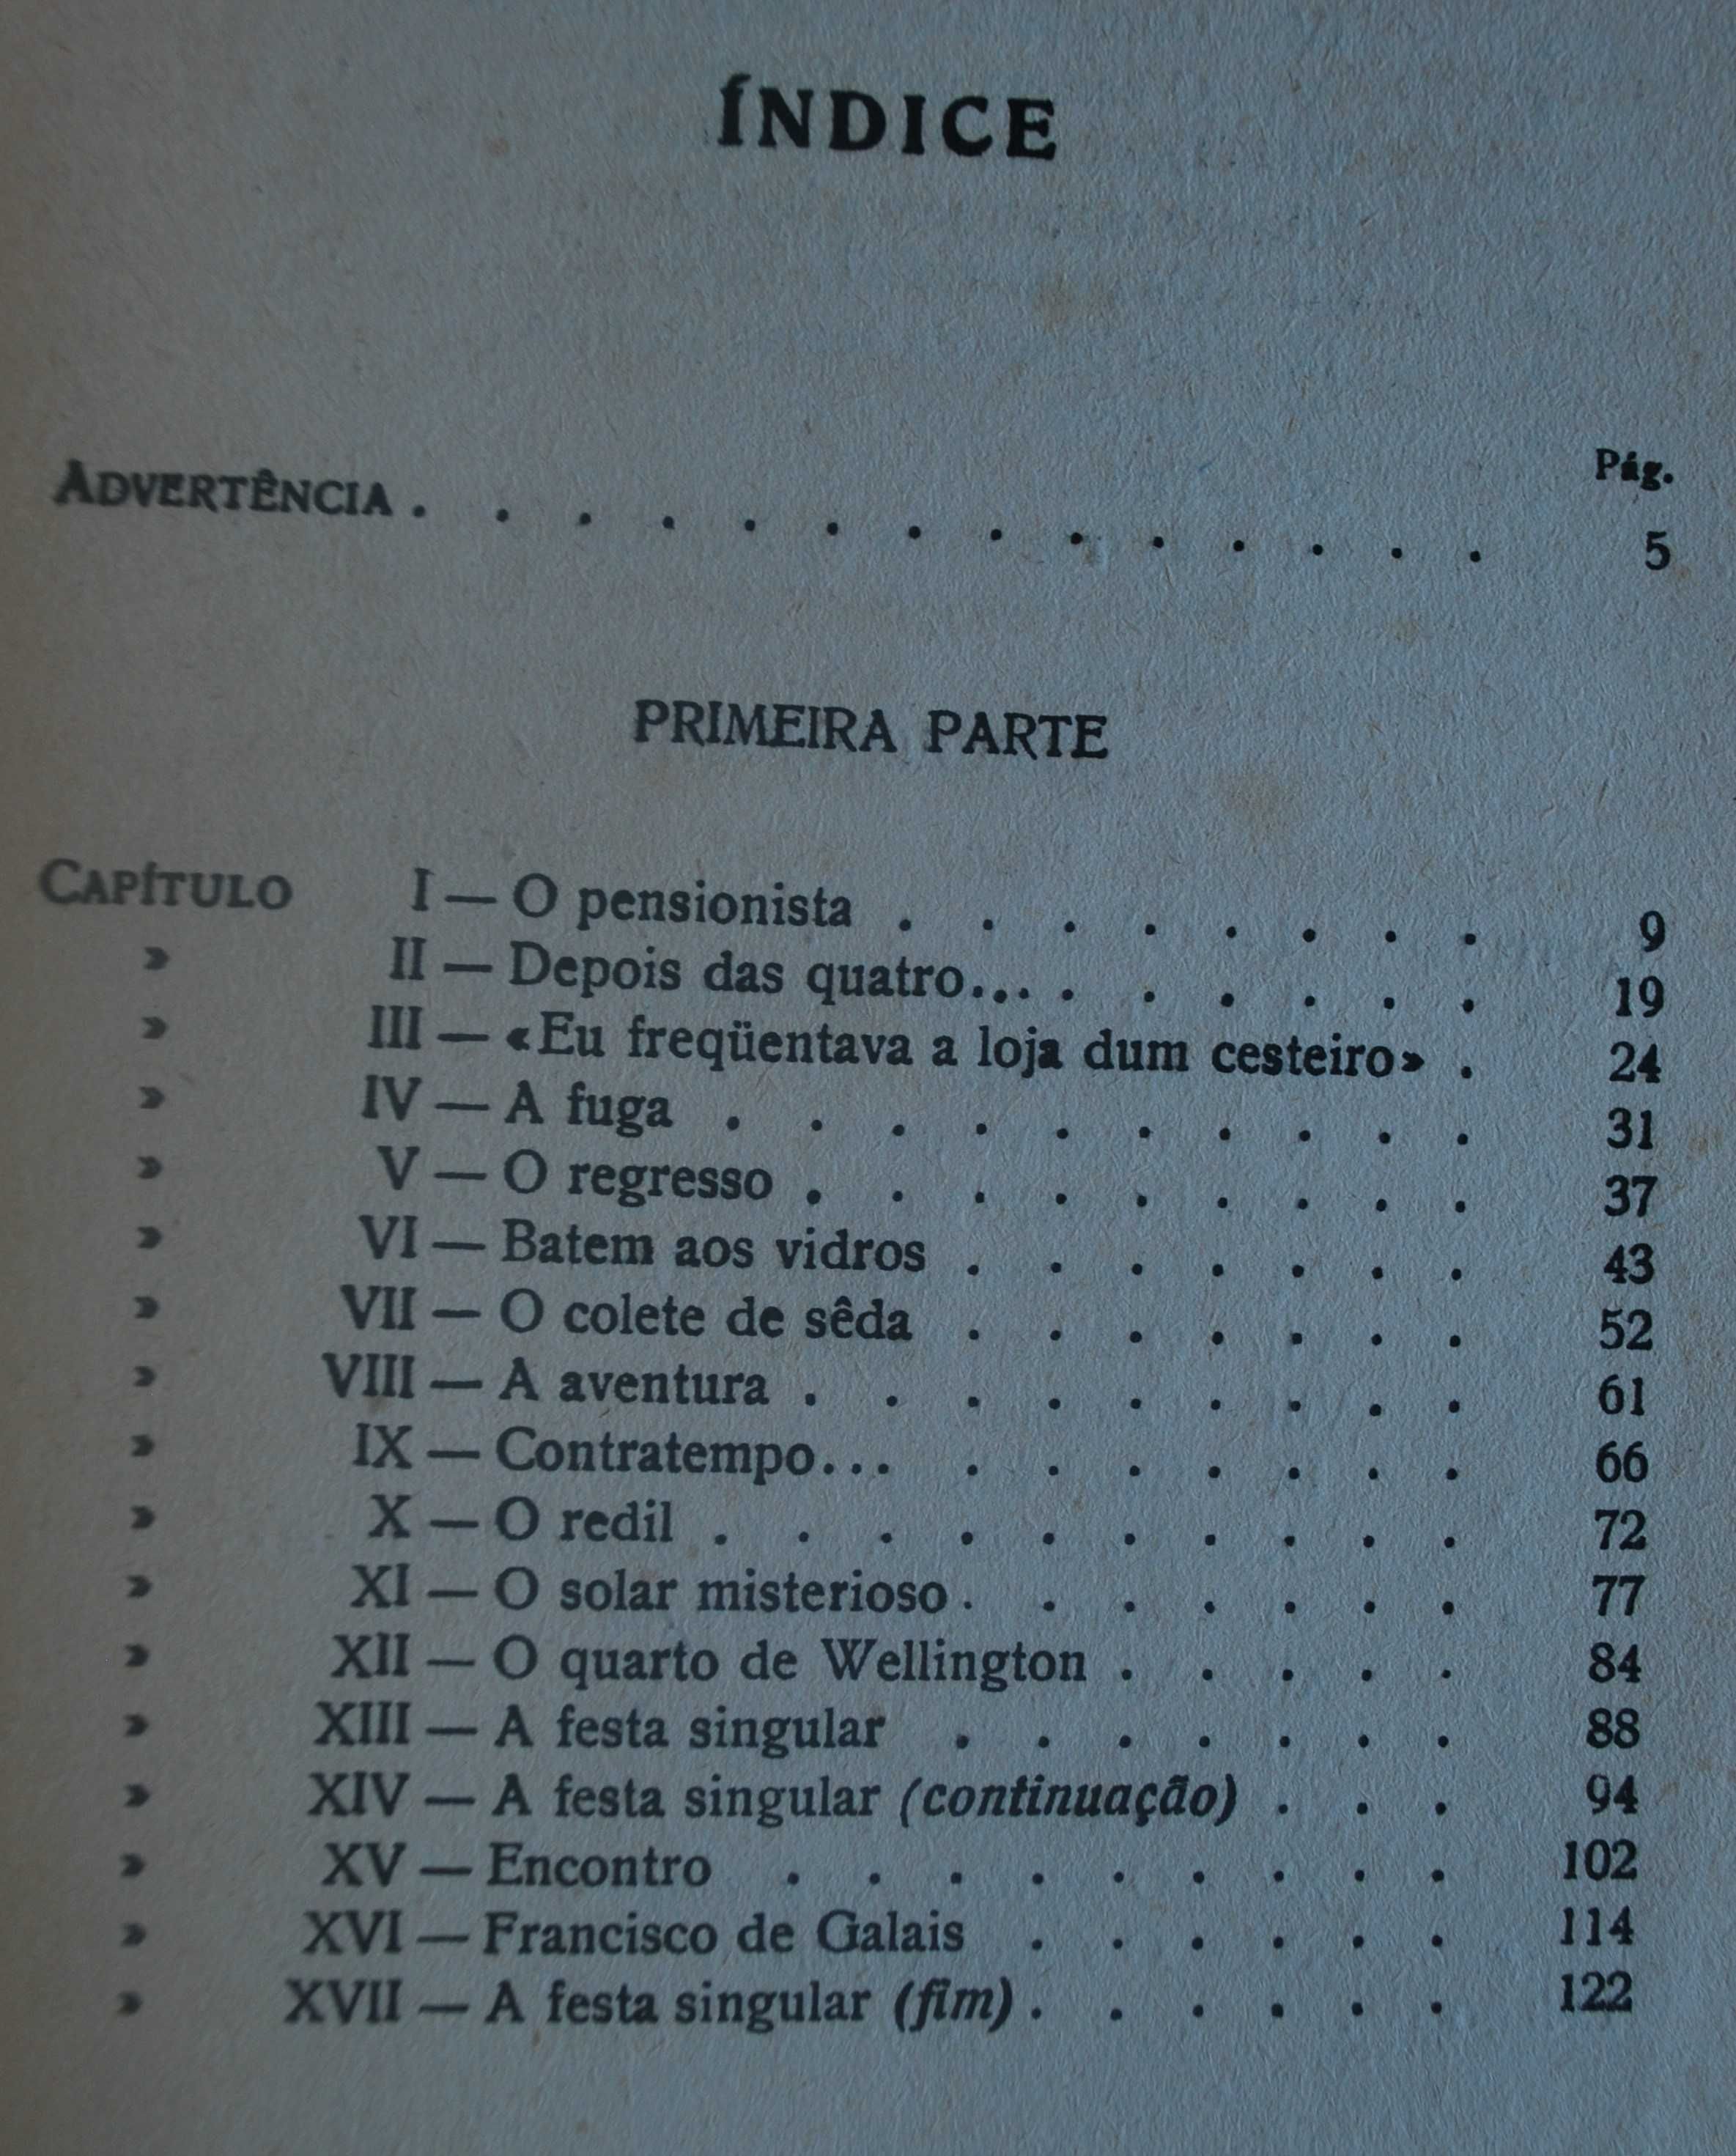 ÍNDICE
Pág.
ADVERTÊNCIA . . . . . . . . . . . . . . 5
PRIMEIRA PARTE
CAPÍTULO I — O pensionista . . . . . . . . 9
» II — Depois das quatro... . . . . . . 19
» III — «Eu freqüentava a loja dum cesteiro» . 24
» IV — A fuga . . . . . . . . . . 31
» V — O regresso . . . . . . . . . 37
» VI — Batem aos vidros . . . . . . . 43
» VII — O colete de sêda . . . . . . . 52
» VIII — A aventura . . . . . . . . . 61
» IX — Contratempo... . . . . . . . 66
» X — O redil . . . . . . . . . . 72
» XI — O solar misterioso . . . . . . . 77
» XII — O quarto de Wellington . . . . . 84
» XIII — A festa singular . . . . . . . 88
» XIV — A festa singular (continuação) . . . 94
» XV — Encontro . . . . . . . . . 102
» XVI — Francisco de Galais . . . . . . 114
» XVII — A festa singular (fim) . . . . . . 122